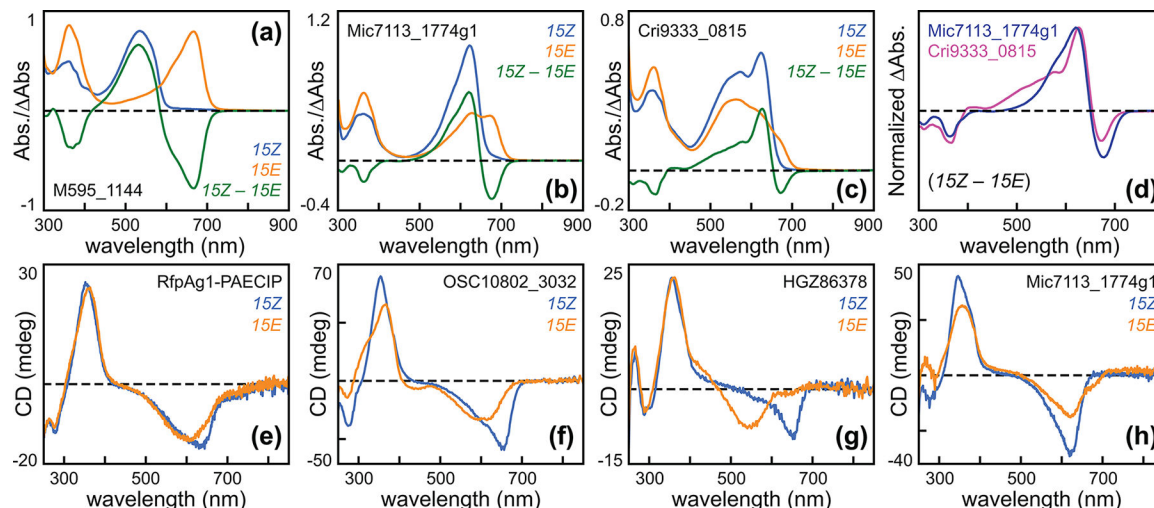 1
Abs./ΔAbs
-1
(a)
15Z
15E
15Z – 15E
M595_1144
300 500 700 900
wavelength (nm)
1.2
Abs./ΔAbs
-0.4
Mic7113_1774g1
15Z
15E
15Z – 15E
(b)
300 500 700 900
wavelength (nm)
0.8
Abs./ΔAbs
-0.2
Cri9333_0815
15Z
15E
15Z – 15E
(c)
300 500 700 900
wavelength (nm)
Normalized ΔAbs.
Mic7113_1774g1
Cri9333_0815
(d)
(15Z – 15E)
300 500 700
wavelength (nm)
30
CD (mdeg)
-20
RfpAg1-PAECIP
15Z
15E
(e)
300 500 700
wavelength (nm)
70
CD (mdeg)
-50
OSC10802_3032
15Z
15E
(f)
300 500 700
wavelength (nm)
25
CD (mdeg)
-15
HGZ86378
15Z
15E
(g)
300 500 700
wavelength (nm)
50
CD (mdeg)
-40
Mic7113_1774g1
15Z
15E
(h)
300 500 700
wavelength (nm)